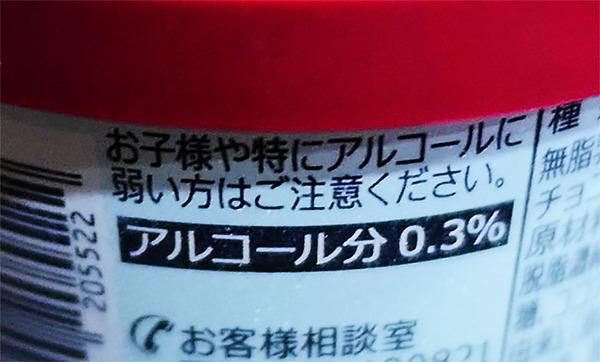 お子様や特にアルコールに
弱い方はご注意ください。
アルコール分 0.3%
お客様相談室
205522
種
無脂
チョ
原材
脱脂濃
糖